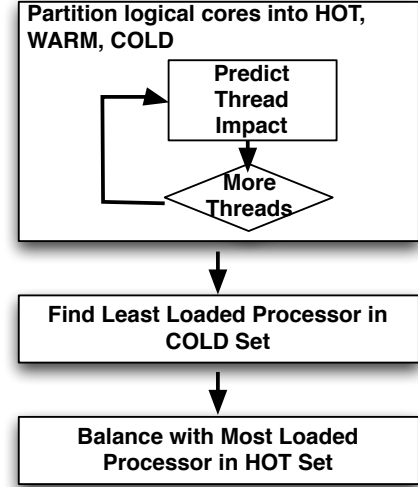 Partition logical cores into HOT,
WARM, COLD
Predict
Thread
Impact
More
Threads
Find Least Loaded Processor in
COLD Set
Balance with Most Loaded
Processor in HOT Set